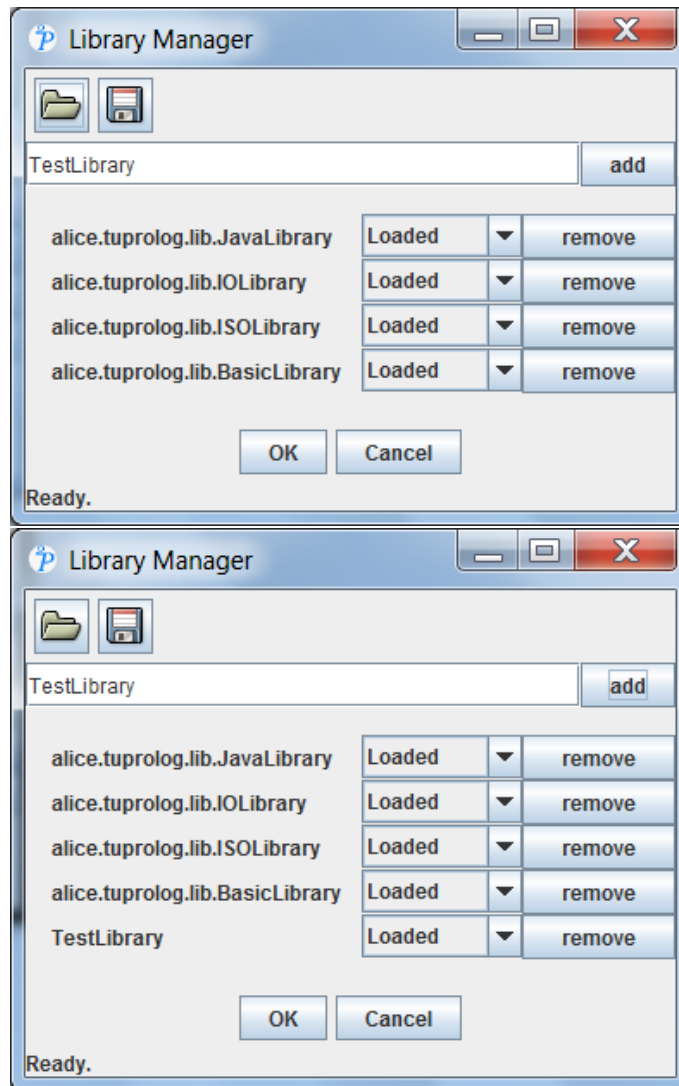 Library Manager
TestLibrary add
alice.tuprolog.lib.JavaLibrary Loaded remove
alice.tuprolog.lib.IOLibrary Loaded remove
alice.tuprolog.lib.ISOLibrary Loaded remove
alice.tuprolog.lib.BasicLibrary Loaded remove
OK Cancel
Ready.
Library Manager
TestLibrary add
alice.tuprolog.lib.JavaLibrary Loaded remove
alice.tuprolog.lib.IOLibrary Loaded remove
alice.tuprolog.lib.ISOLibrary Loaded remove
alice.tuprolog.lib.BasicLibrary Loaded remove
TestLibrary Loaded remove
OK Cancel
Ready.